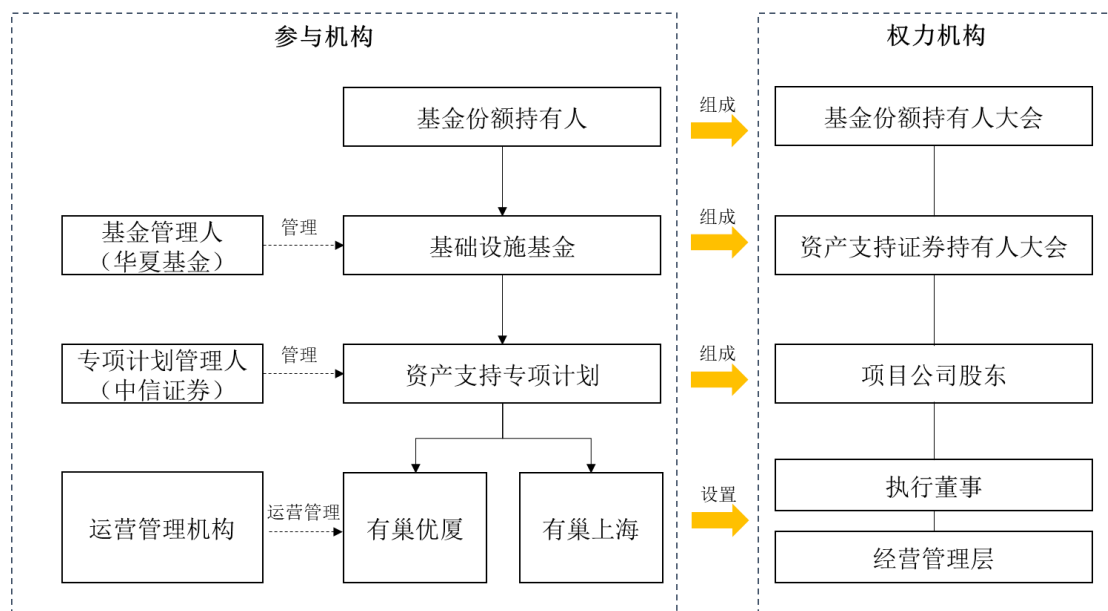 参与机构
权力机构
基金份额持有人
组成
基金份额持有人大会
基金管理人
（华夏基金）
管理
基础设施基金
组成
资产支持证券持有人大会
专项计划管理人
（中信证券）
管理
资产支持专项计划
组成
项目公司股东
运营管理机构
运营管理
有巢优厦
有巢上海
设置
执行董事
经营管理层